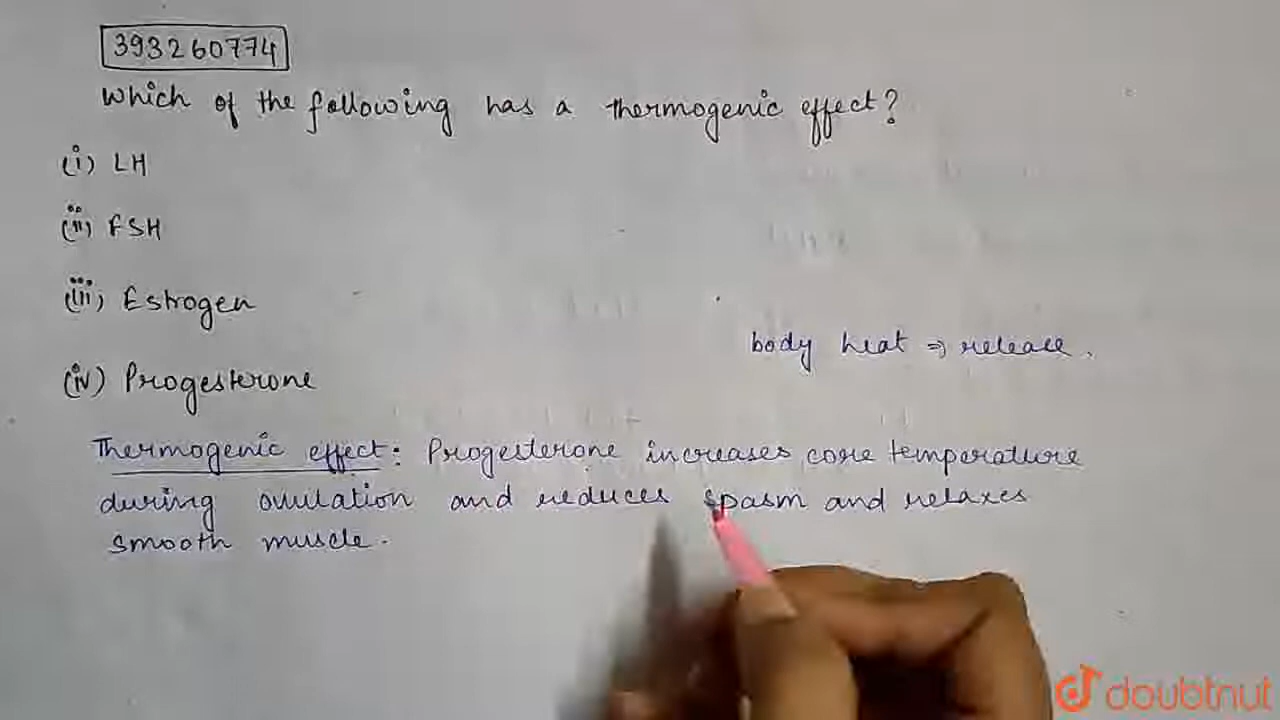 393260774
Which of the following has a thermogenic effect?
(i) LH
(ii) FSH
(iii) Estrogen
body heat ⇒ release.
(iv) Progesterone
Thermogenic effect: Progesterone increases core temperature
during ovulation and reduces spasm and relaxes
smooth muscle.
doubtnut